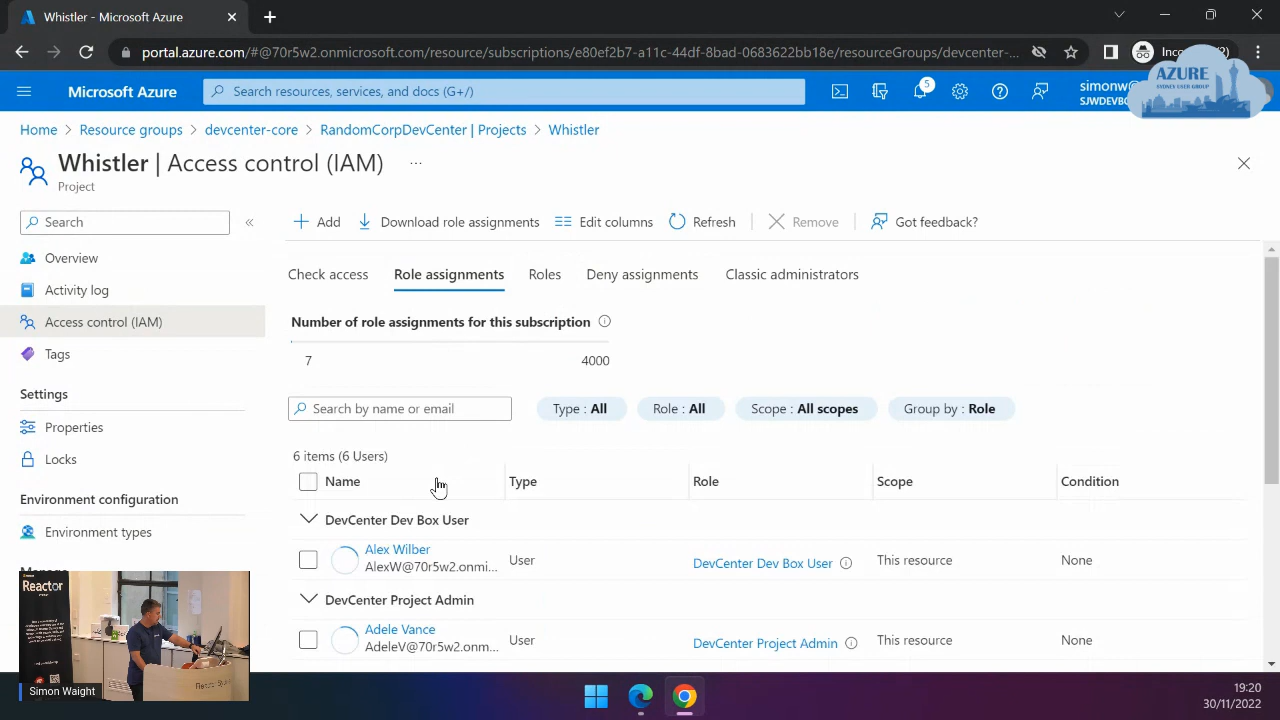 Whistler - Microsoft Azure
portal.azure.com/#@70r5w2.onmicrosoft.com/resource/subscriptions/e80ef2b7-a11c-44df-8bad-0683622bb18e/resourceGroups/devcenter-...
Microsoft Azure
Search resources, services, and docs (G+/)
5
AZURE
SYDNEY USER GROUP
Home > Resource groups > devcenter-core > RandomCorpDevCenter | Projects > Whistler
Whistler | Access control (IAM) ...
Project
Search
«
Add
Download role assignments
Edit columns
Refresh
Remove
Got feedback?
Overview
Activity log
Access control (IAM)
Tags
Settings
Properties
Locks
Environment configuration
Environment types
Check access
Role assignments
Roles
Deny assignments
Classic administrators
Number of role assignments for this subscription
7
4000
Search by name or email
Type : All
Role : All
Scope : All scopes
Group by : Role
6 items (6 Users)
Name
Type
Role
Scope
Condition
DevCenter Dev Box User
Alex Wilber
AlexW@70r5w2.onmi...
User
DevCenter Dev Box User
This resource
None
DevCenter Project Admin
Adele Vance
AdeleV@70r5w2.onm...
User
DevCenter Project Admin
This resource
None
Reactor
Simon Waight
19:20
30/11/2022